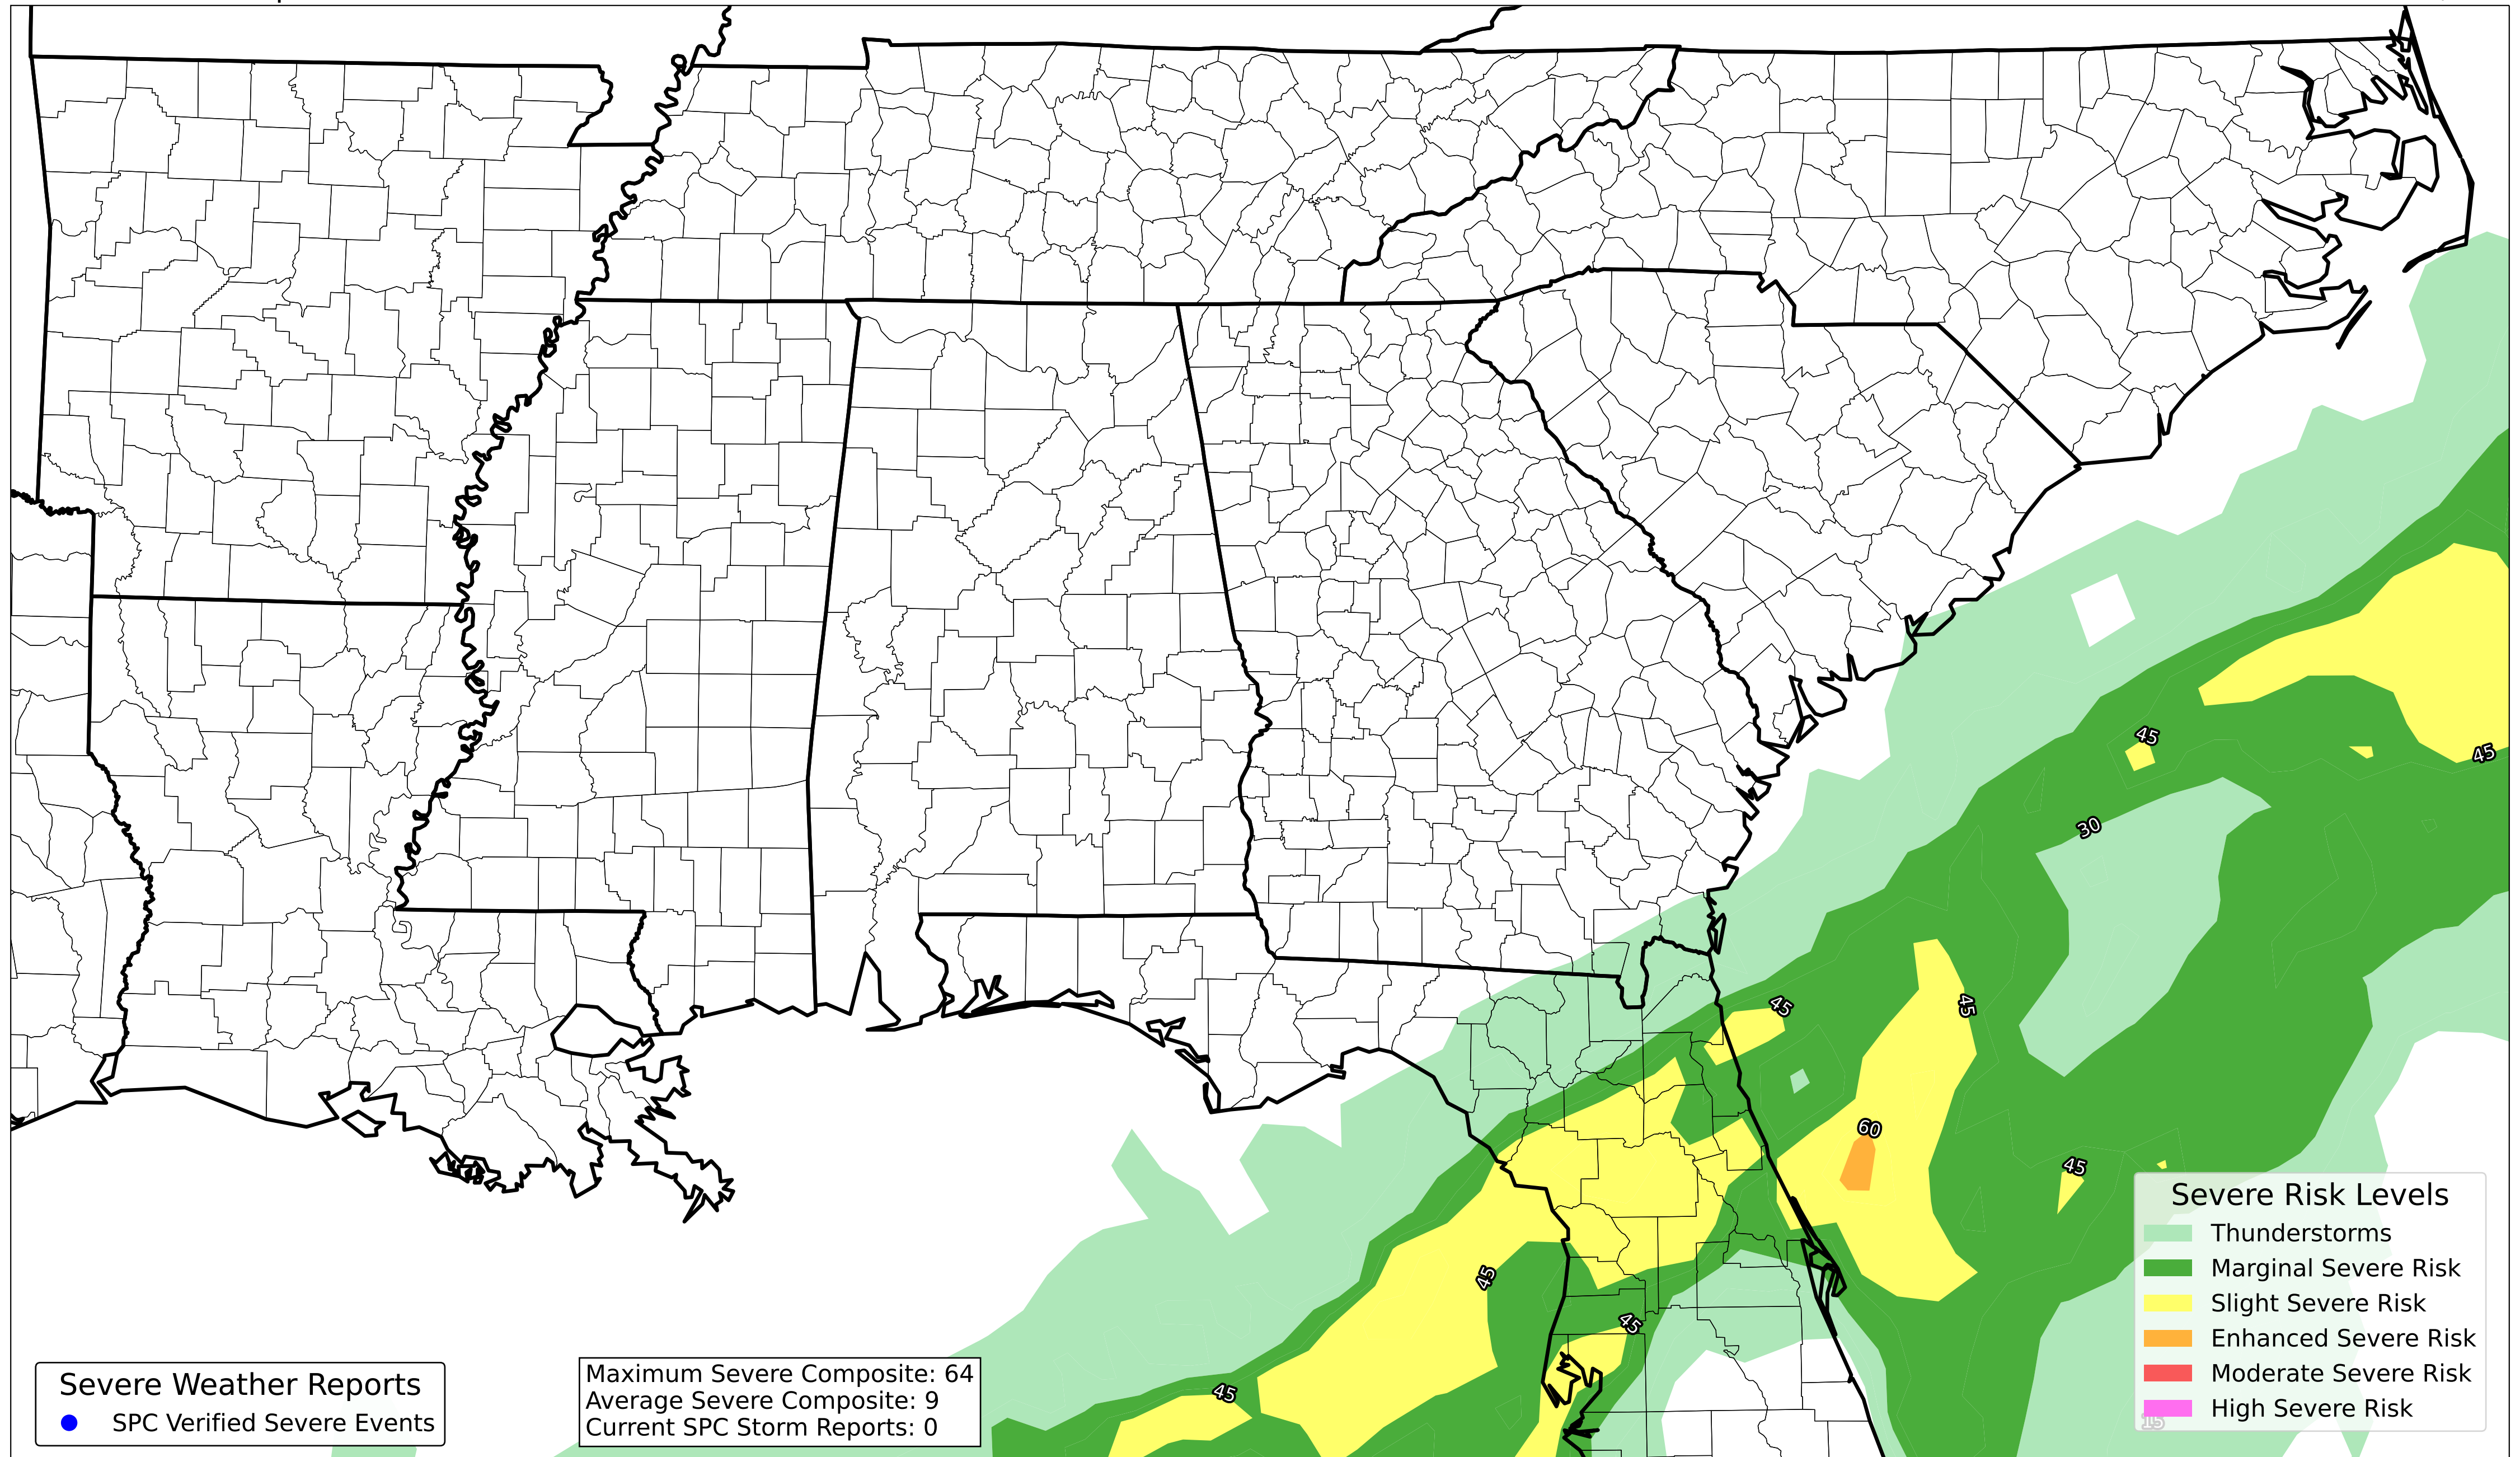 45
45
30
45
45
60
45
45
45
45
Severe Risk Levels
Thunderstorms
Marginal Severe Risk
Slight Severe Risk
Enhanced Severe Risk
Moderate Severe Risk
High Severe Risk
15
Severe Weather Reports
SPC Verified Severe Events
Maximum Severe Composite: 64
Average Severe Composite: 9
Current SPC Storm Reports: 0